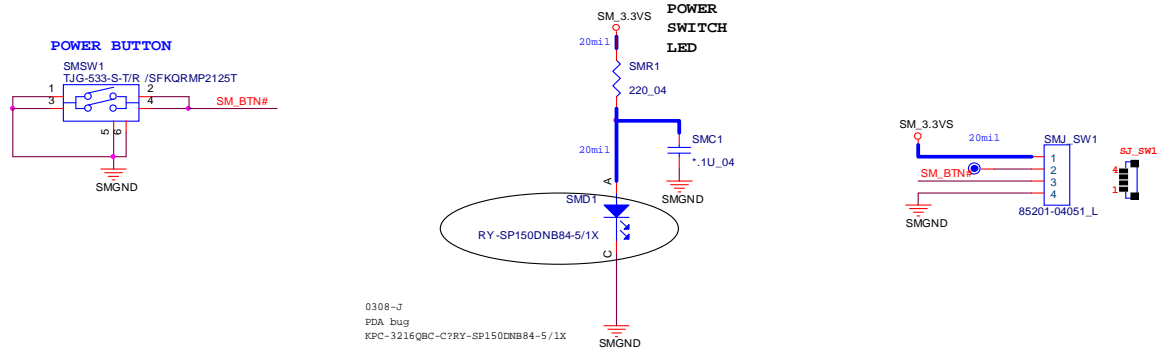 POWER BUTTON
SMSW1
TJG-533-S-T/R /SFKQRMP2125T
1
2
3
4
5
6
SM_BTN#
SMGND
SM_3.3VS
POWER
SWITCH
LED
20mil
SMR1
220_04
20mil
SMC1
*.1U_04
SMGND
A
SMD1
RY-SP150DNB84-5/1X
C
SMGND
0308-J
PDA bug
KPC-3216QBC-C?RY-SP150DNB84-5/1X
SM_3.3VS
20mil
SMJ_SW1
SM_BTN#
1
2
3
4
SMGND
85201-04051_L
SJ_SW1
4
1